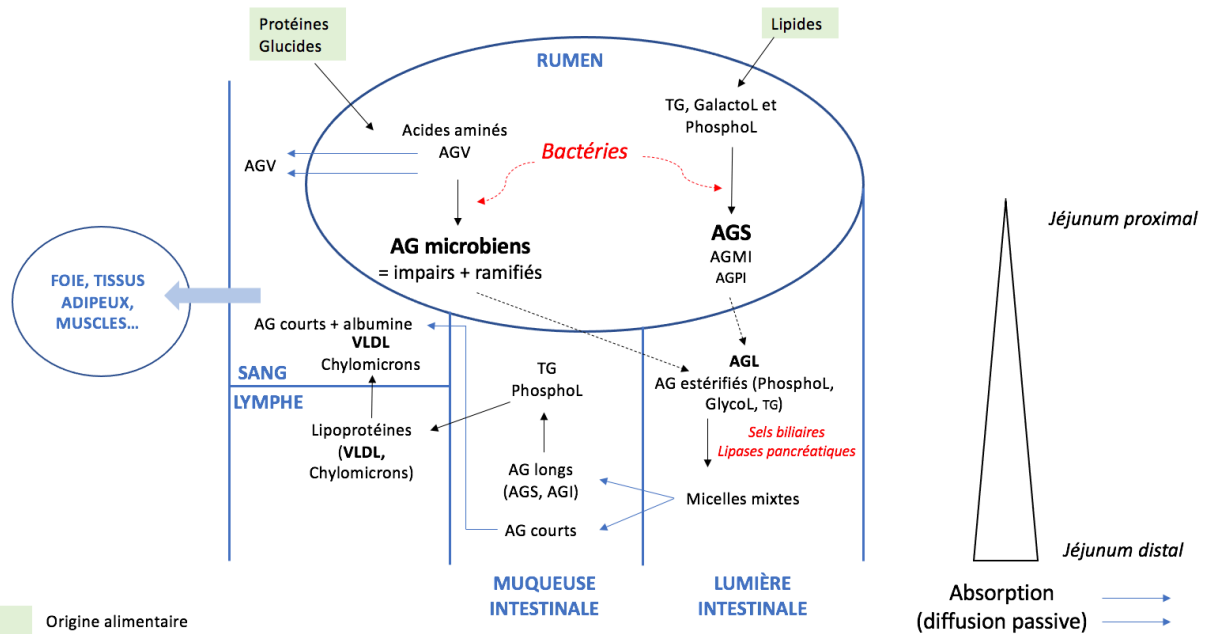 Protéines
Glucides
Lipides
RUMEN
TG, GalactoL et
PhosphoL
Acides aminés
AGV
AGV
Bactéries
AG microbiens
= impairs + ramifiés
AGS
AGMI
AGPI
Jéjunum proximal
FOIE, TISSUS
ADIPEUX,
MUSCLES...
AG courts + albumine
VLDL
Chylomicrons
SANG
LYMPHE
Lipoprotéines
(VLDL,
Chylomicrons)
TG
PhosphoL
AG longs
(AGS, AGI)
AG courts
AGL
AG estérifiés (PhosphoL,
GlycoL, TG)
Sels biliaires
Lipases pancréatiques
Micelles mixtes
Jéjunum distal
MUQUEUSE
INTESTINALE
LUMIÈRE
INTESTINALE
Absorption
(diffusion passive)
Origine alimentaire